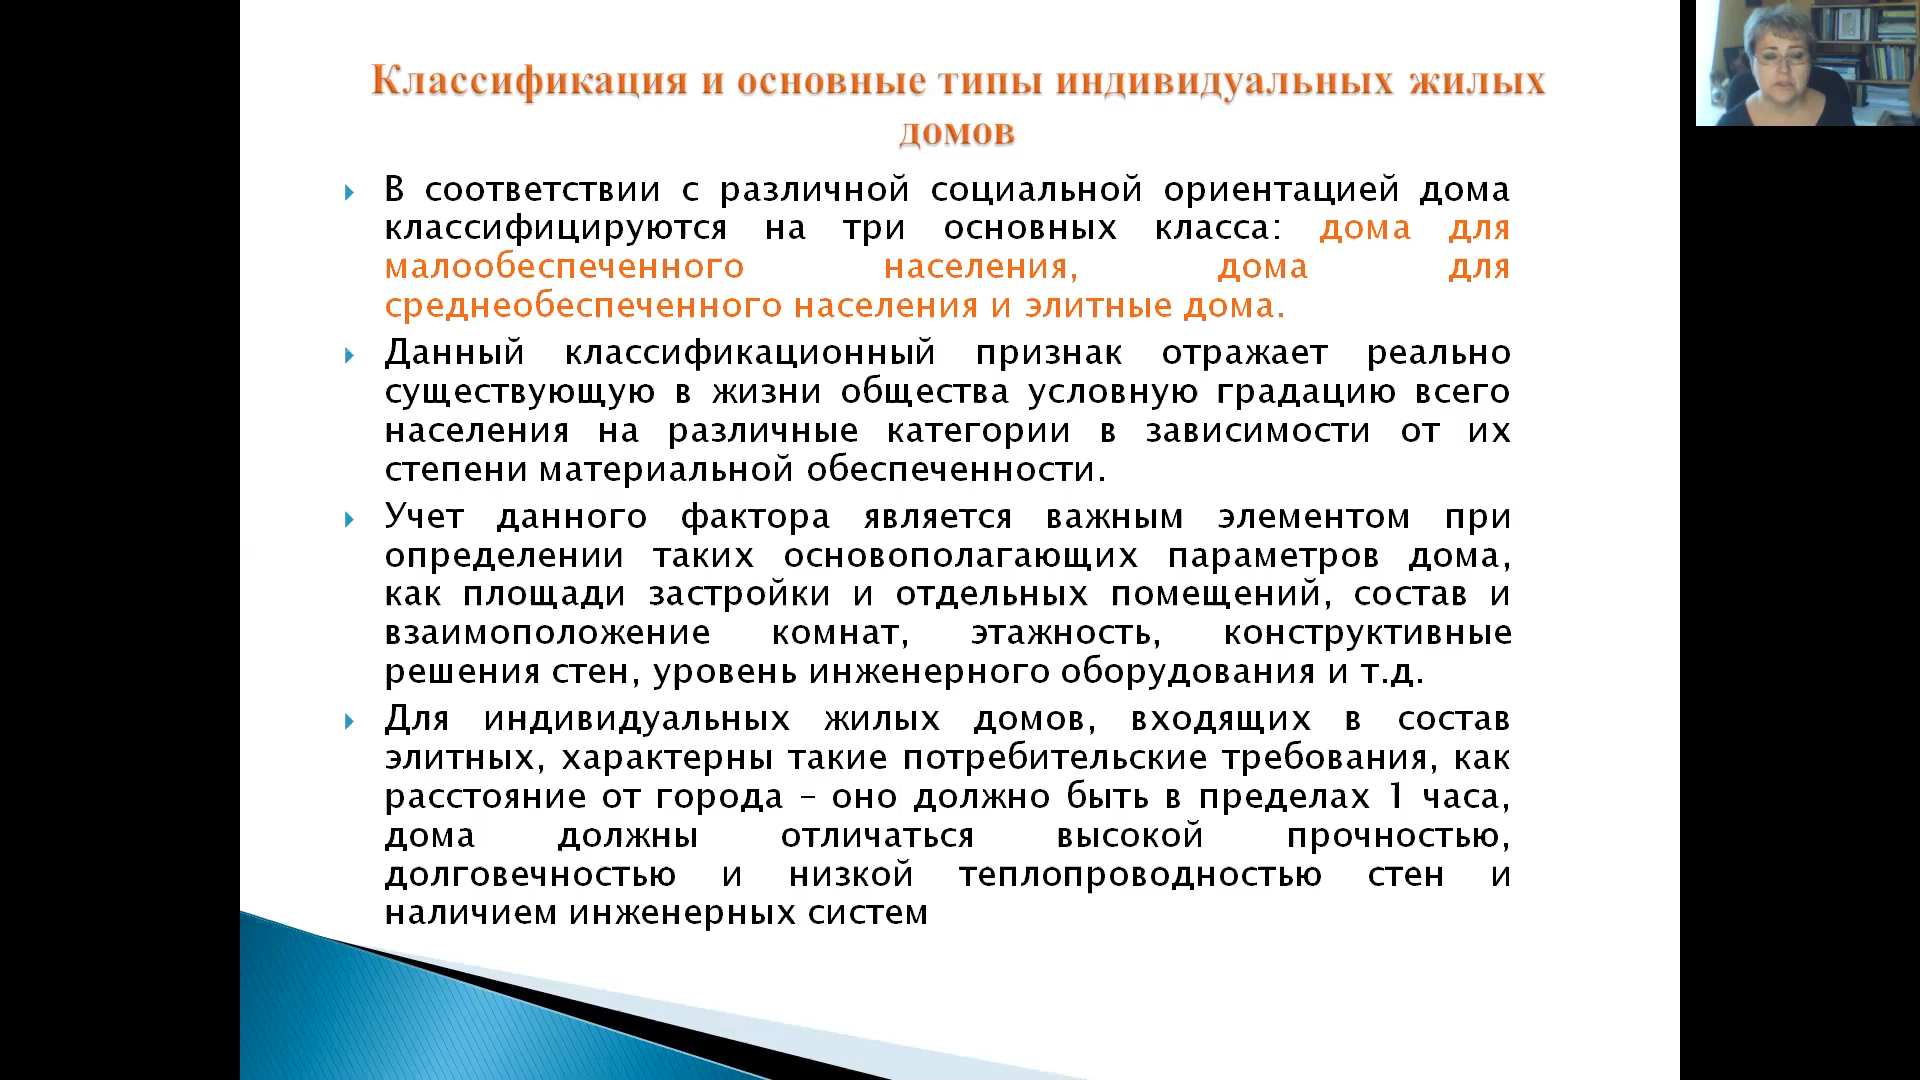 Классификация и основные типы индивидуальных жилых
домов
В соответствии с различной социальной ориентацией дома
классифицируются на три основных класса: дома для
малообеспеченного населения, дома для
среднеобеспеченного населения и элитные дома.
Данный классификационный признак отражает реально
существующую в жизни общества условную градацию всего
населения на различные категории в зависимости от их
степени материальной обеспеченности.
Учет данного фактора является важным элементом при
определении таких основополагающих параметров дома,
как площади застройки и отдельных помещений, состав и
взаимоположение комнат, этажность, конструктивные
решения стен, уровень инженерного оборудования и т.д.
Для индивидуальных жилых домов, входящих в состав
элитных, характерны такие потребительские требования, как
расстояние от города – оно должно быть в пределах 1 часа,
дома должны отличаться высокой прочностью,
долговечностью и низкой теплопроводностью стен и
наличием инженерных систем